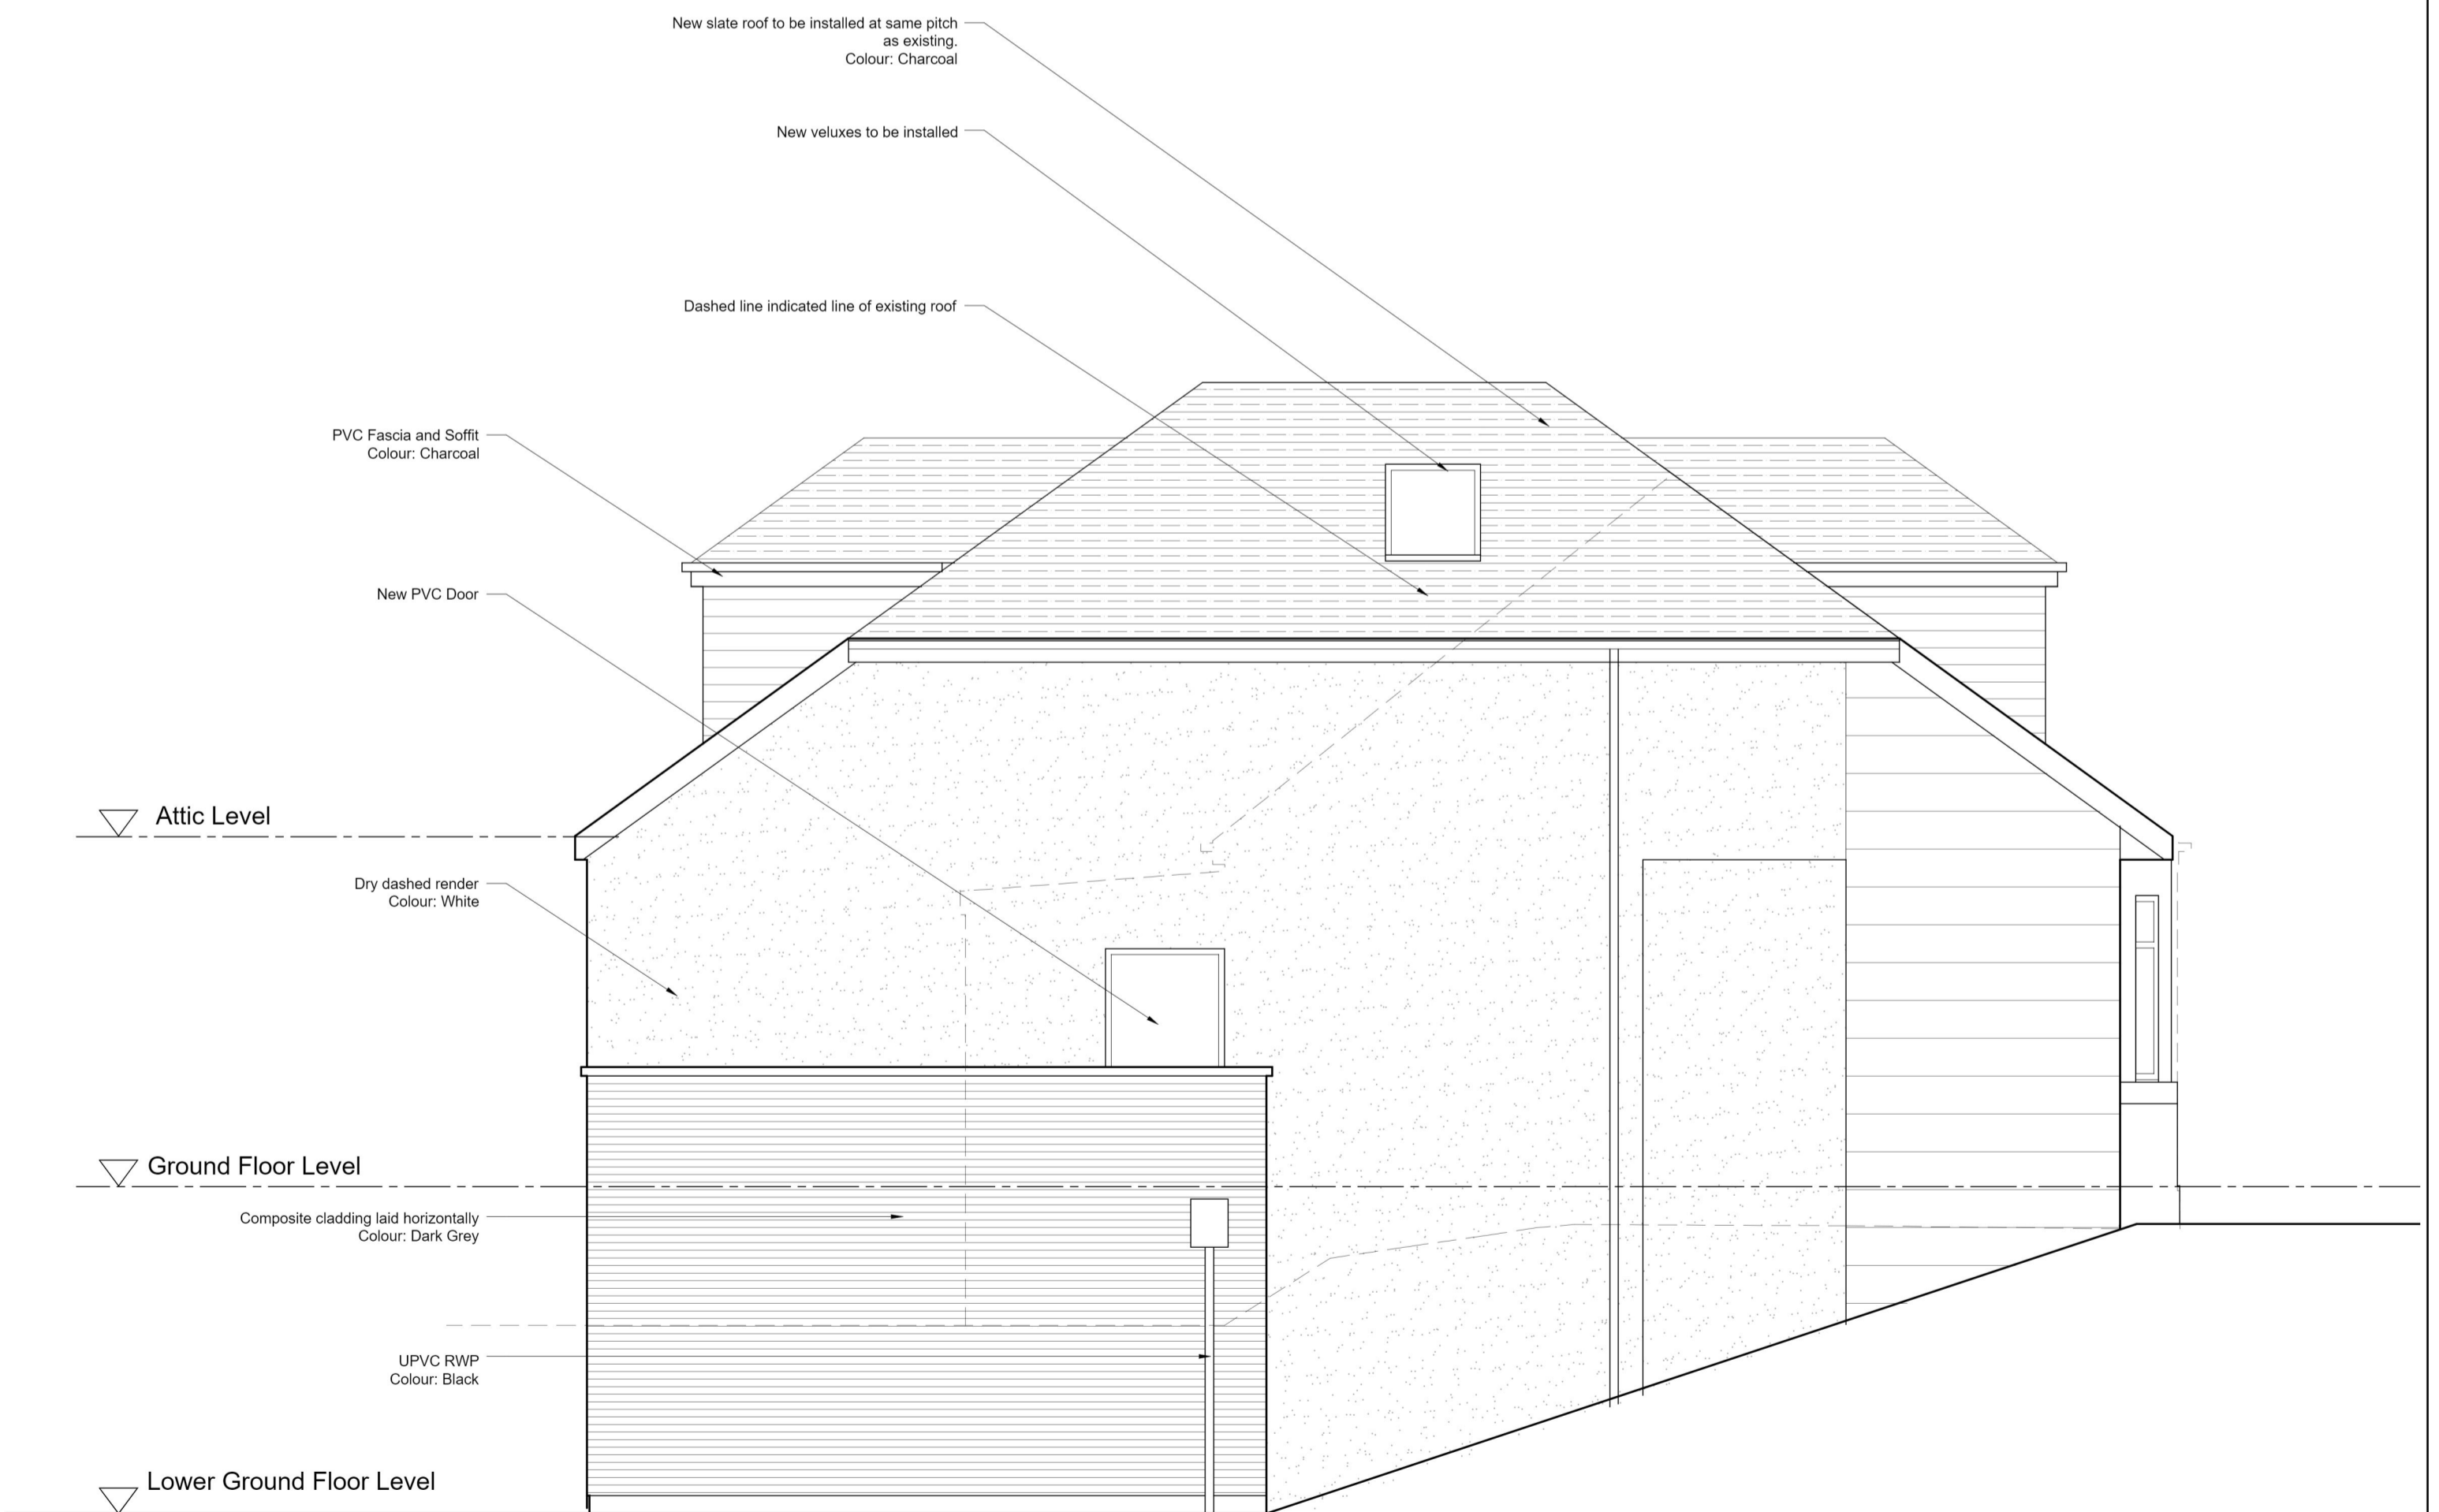 New slate roof to be installed at same pitch
as existing.
Colour: Charcoal
New veluxes to be installed
Dashed line indicated line of existing roof
PVC Fascia and Soffit
Colour: Charcoal
New PVC Door
Attic Level
Dry dashed render
Colour: White
Ground Floor Level
Composite cladding laid horizontally
Colour: Dark Grey
UPVC RWP
Colour: Black
Lower Ground Floor Level